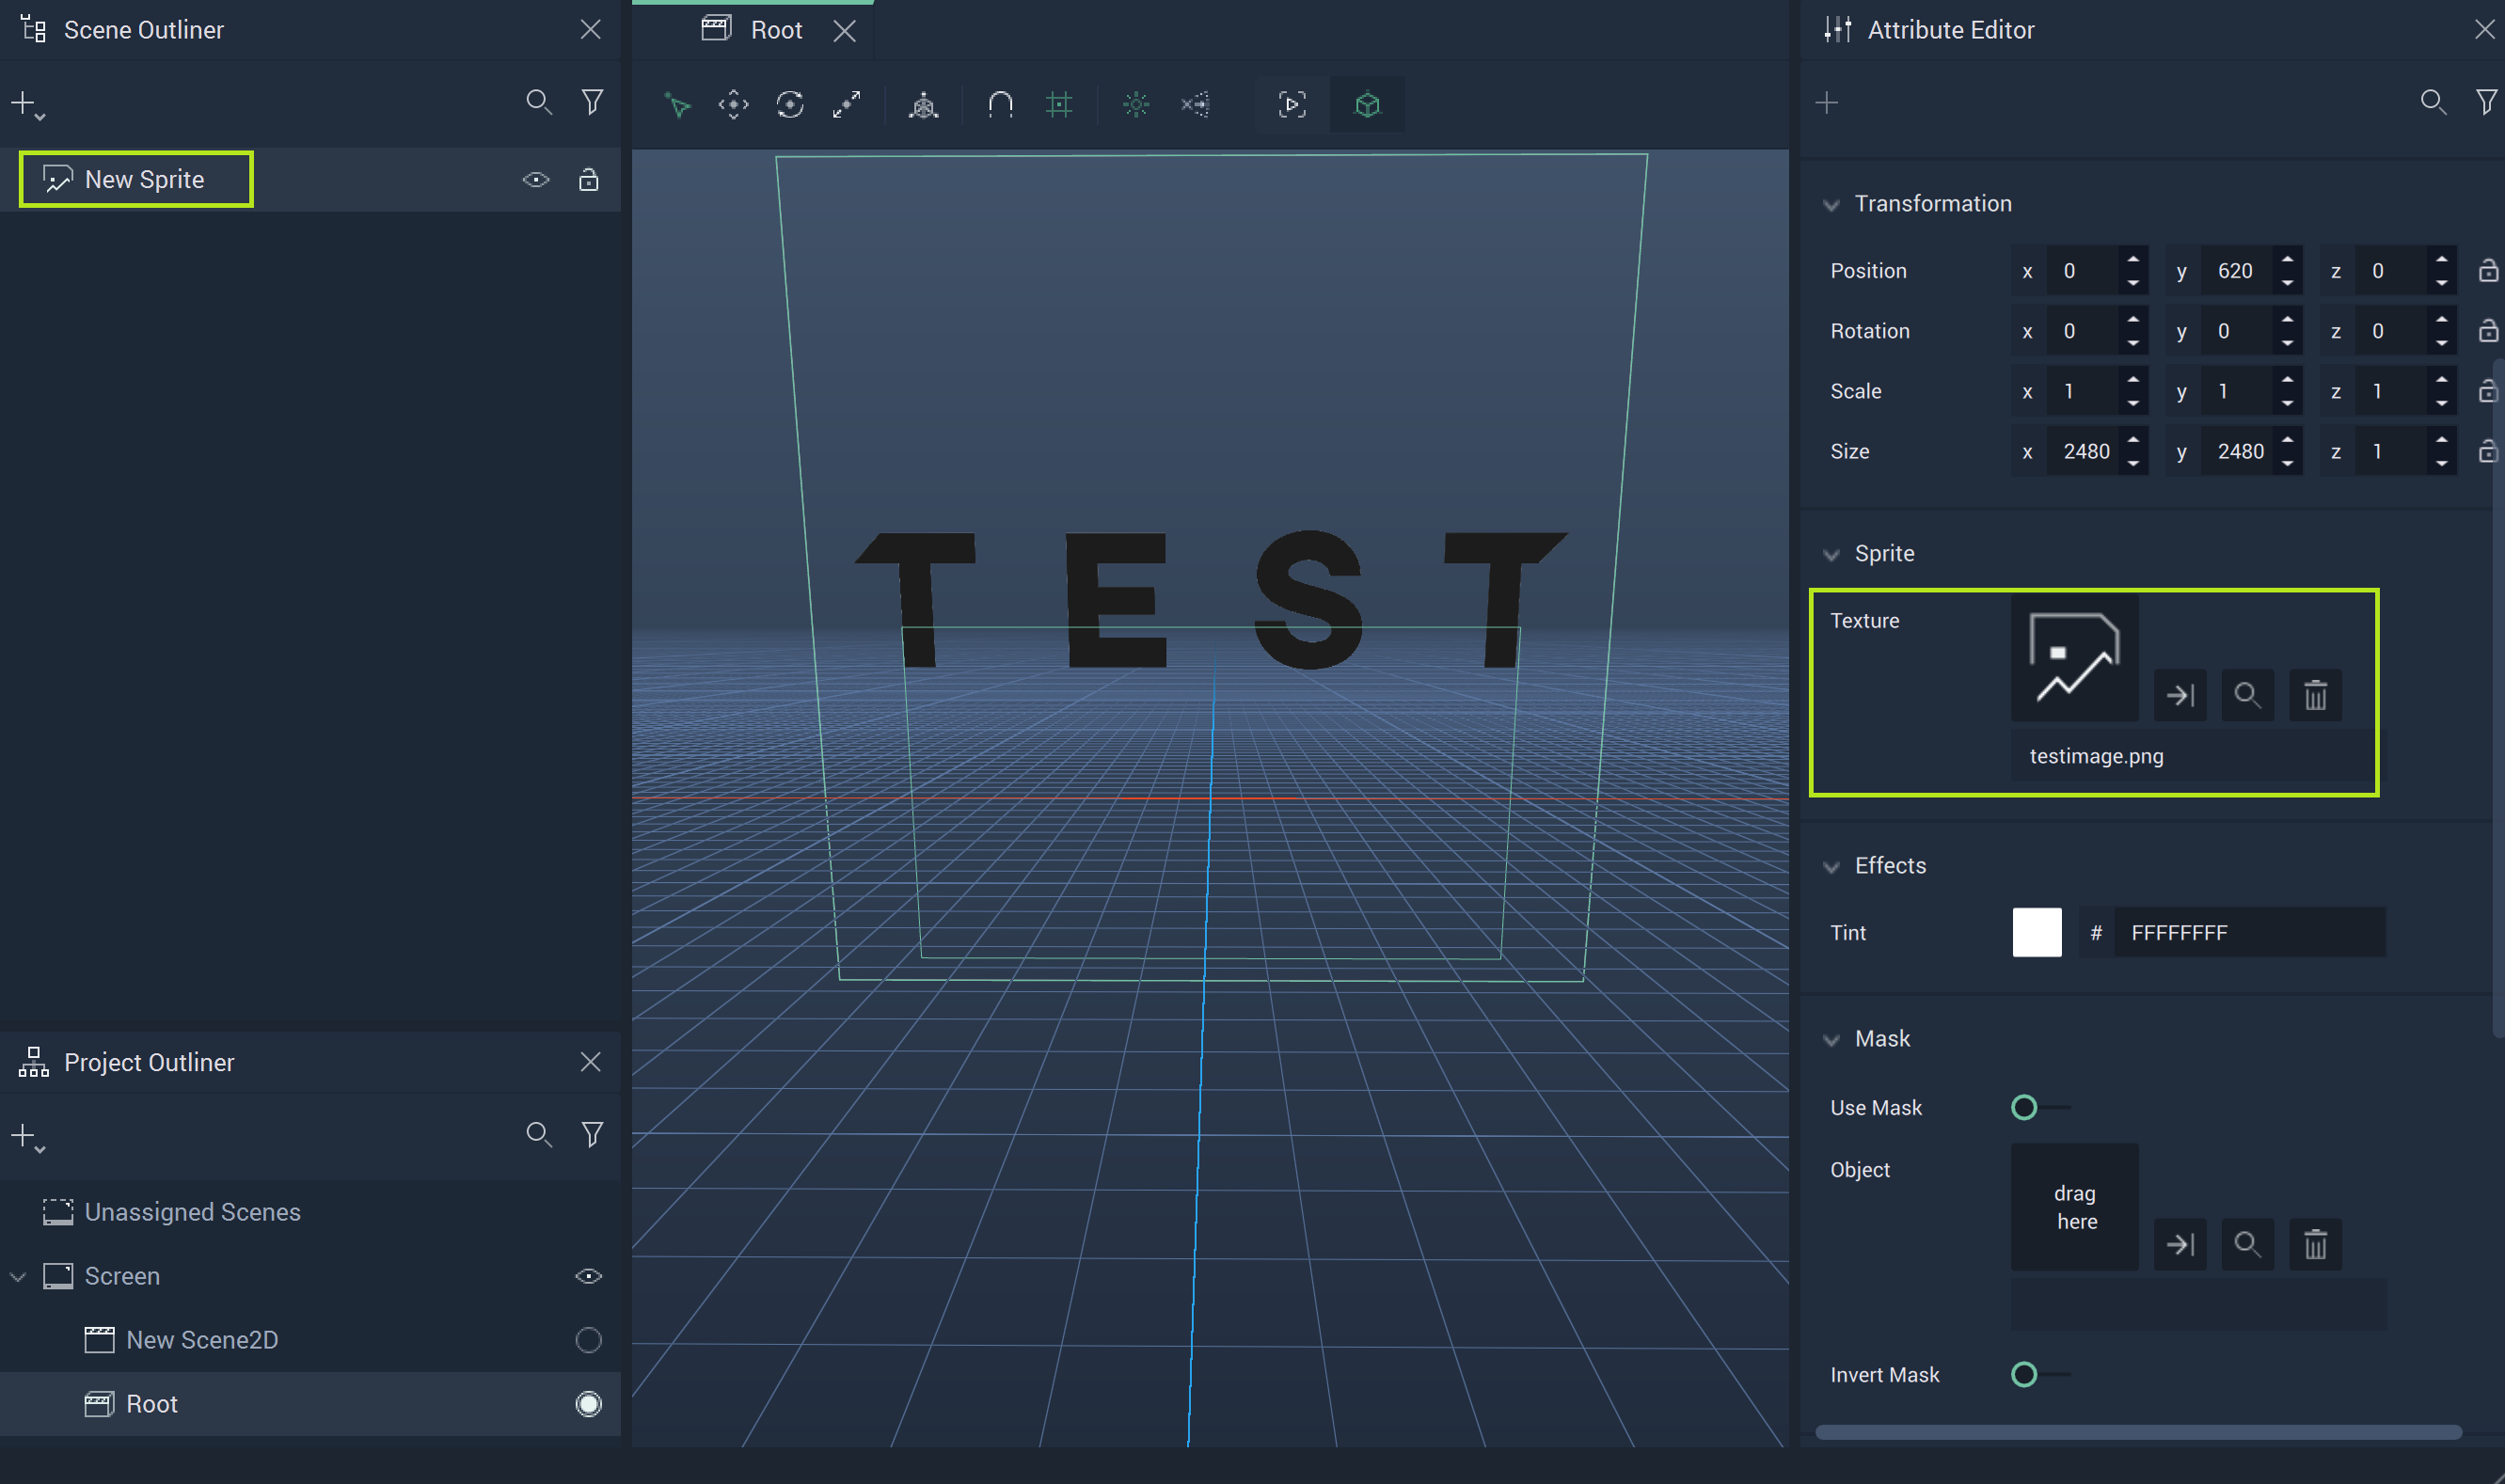 Scene Outliner
New Sprite
Project Outliner
Unassigned Scenes
Screen
New Scene2D
Root
Root
TEST
Attribute Editor
Transformation
Position x 0 y 620 z 0
Rotation x 0 y 0 z 0
Scale x 1 y 1 z 1
Size x 2480 y 2480 z 1
Sprite
Texture
testimage.png
Effects
Tint # FFFFFFFF
Mask
Use Mask
Object
drag
here
Invert Mask